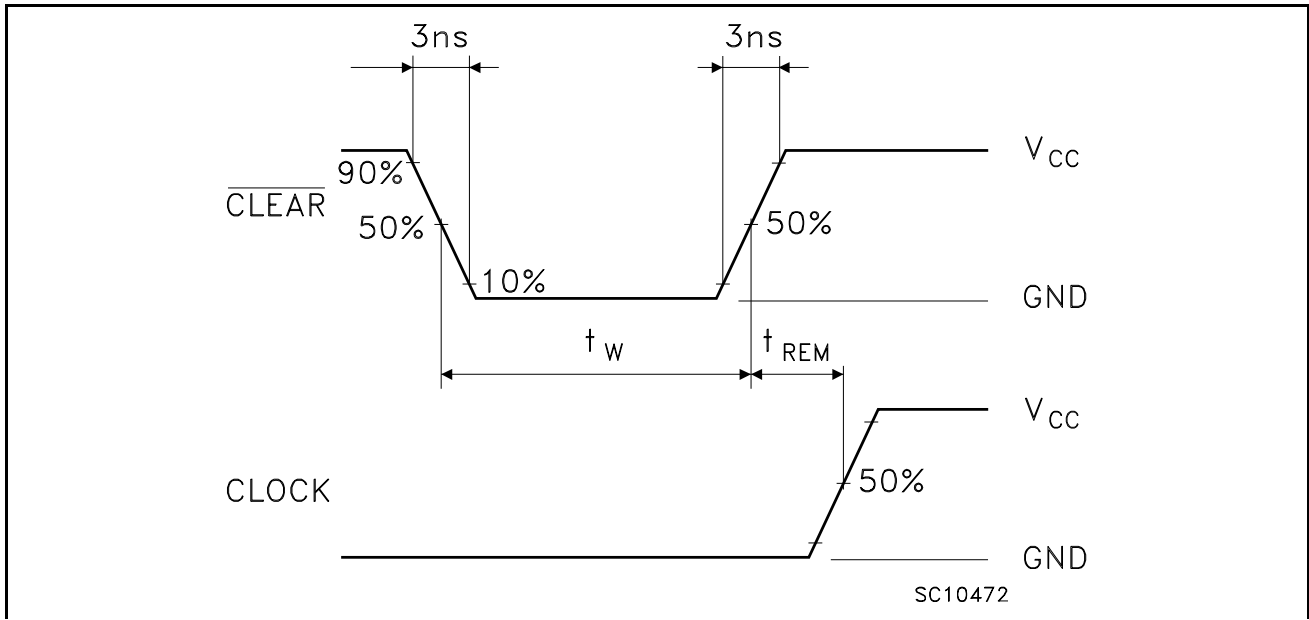 3ns 3ns
V CC
90%
CLEAR
50% 50%
10%
GND
t W t REM
V CC
50%
CLOCK
GND
SC10472